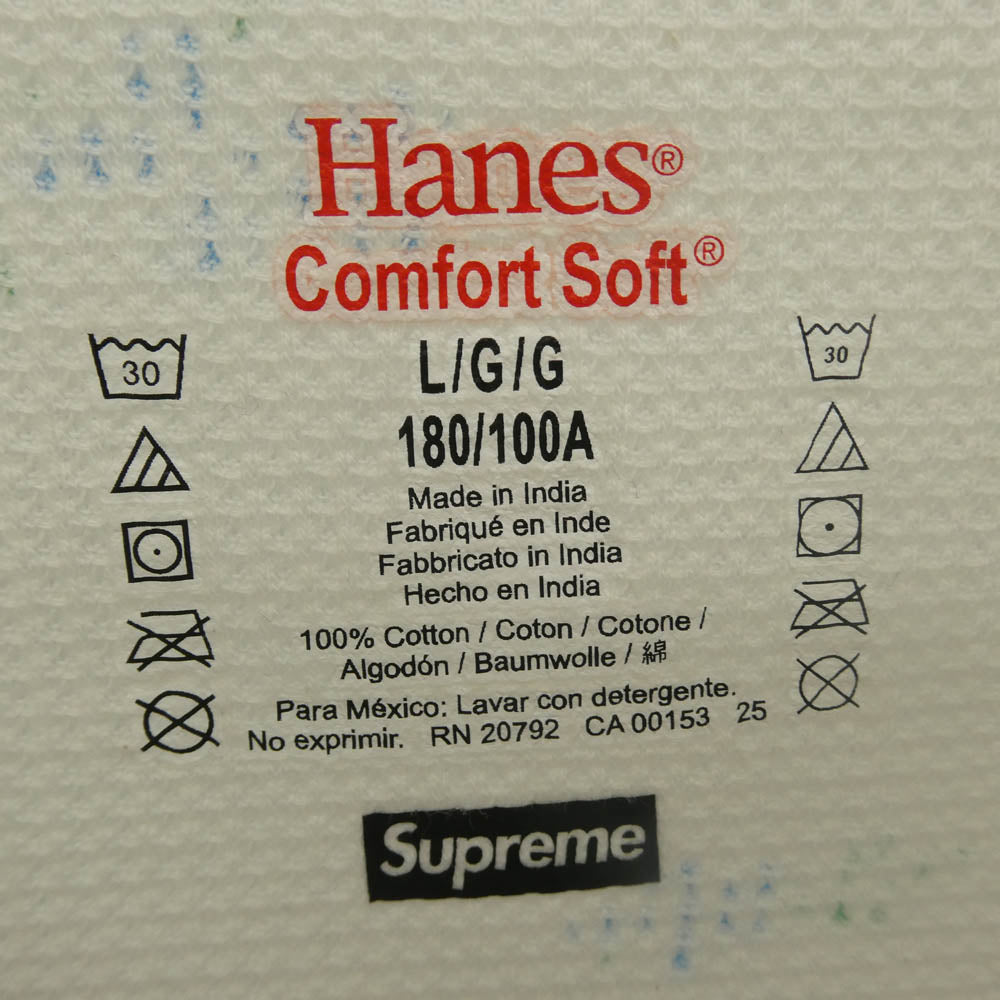 Hanes®
Comfort Soft®
30
L/G/G
30
180/100A
Made in India
Fabriqué en Inde
Fabbricato in India
Hecho en India
100% Cotton / Coton / Cotone /
Algodón / Baumwolle / 綿
Para México: Lavar con detergente.
No exprimir. RN 20792 CA 00153 25
Supreme